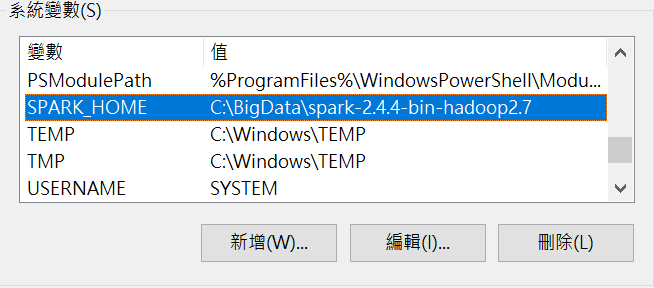 系統變數(S)
變數 值
PSModulePath %ProgramFiles%\WindowsPowerShell\Modu...
SPARK_HOME C:\BigData\spark-2.4.4-bin-hadoop2.7
TEMP C:\Windows\TEMP
TMP C:\Windows\TEMP
USERNAME SYSTEM
新增(W)... 編輯(I)... 刪除(L)